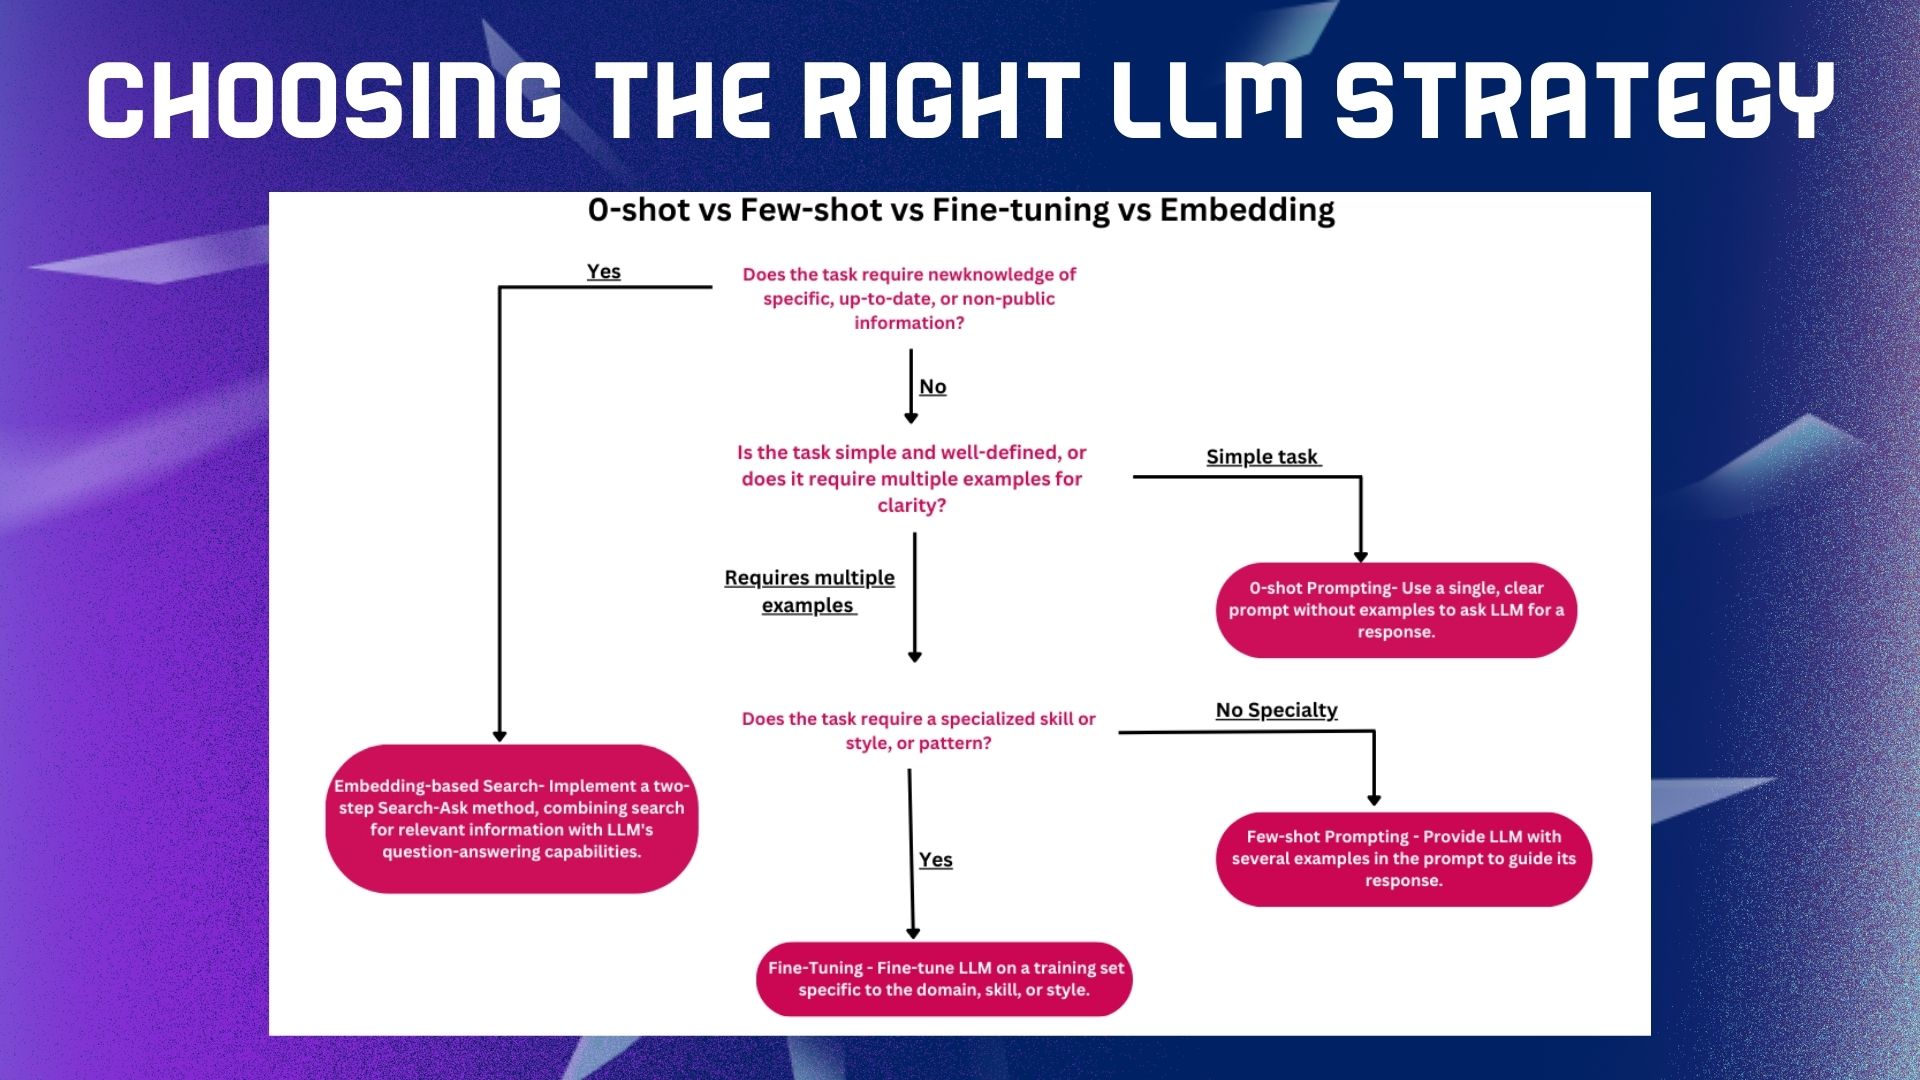 CHOOSING THE RIGHT LLM STRATEGY
0-shot vs Few-shot vs Fine-tuning vs Embedding
Yes
Does the task require newknowledge of
specific, up-to-date, or non-public
information?
No
Is the task simple and well-defined, or
does it require multiple examples for
clarity?
Simple task
Requires multiple
examples
0-shot Prompting- Use a single, clear
prompt without examples to ask LLM for a
response.
Does the task require a specialized skill or
style, or pattern?
No Specialty
Embedding-based Search- Implement a two-
step Search-Ask method, combining search
for relevant information with LLM's
question-answering capabilities.
Few-shot Prompting - Provide LLM with
several examples in the prompt to guide its
response.
Yes
Fine-Tuning - Fine-tune LLM on a training set
specific to the domain, skill, or style.